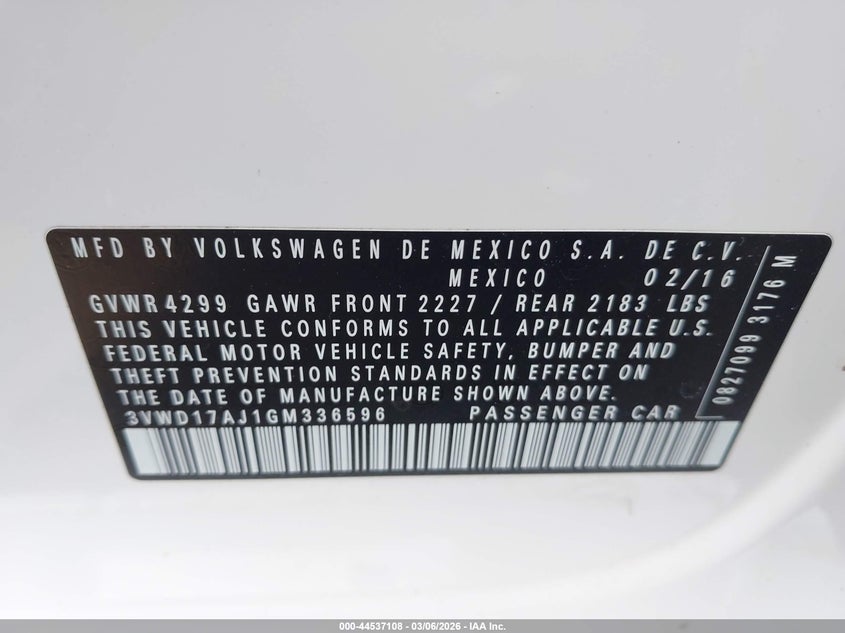 MFD BY VOLKSWAGEN DE MEXICO S.A. DE C.V.
MEXICO 02/16
GVWR 4299 GAWR FRONT 2227 / REAR 2183 LBS
THIS VEHICLE CONFORMS TO ALL APPLICABLE U.S.
FEDERAL MOTOR VEHICLE SAFETY, BUMPER AND
THEFT PREVENTION STANDARDS IN EFFECT ON
THE DATE OF MANUFACTURE SHOWN ABOVE.
3VWD17AJ1GM336596 PASSENGER CAR
0827099 3176 M
000-44537108 | 03/06/2026 - IAA Inc.